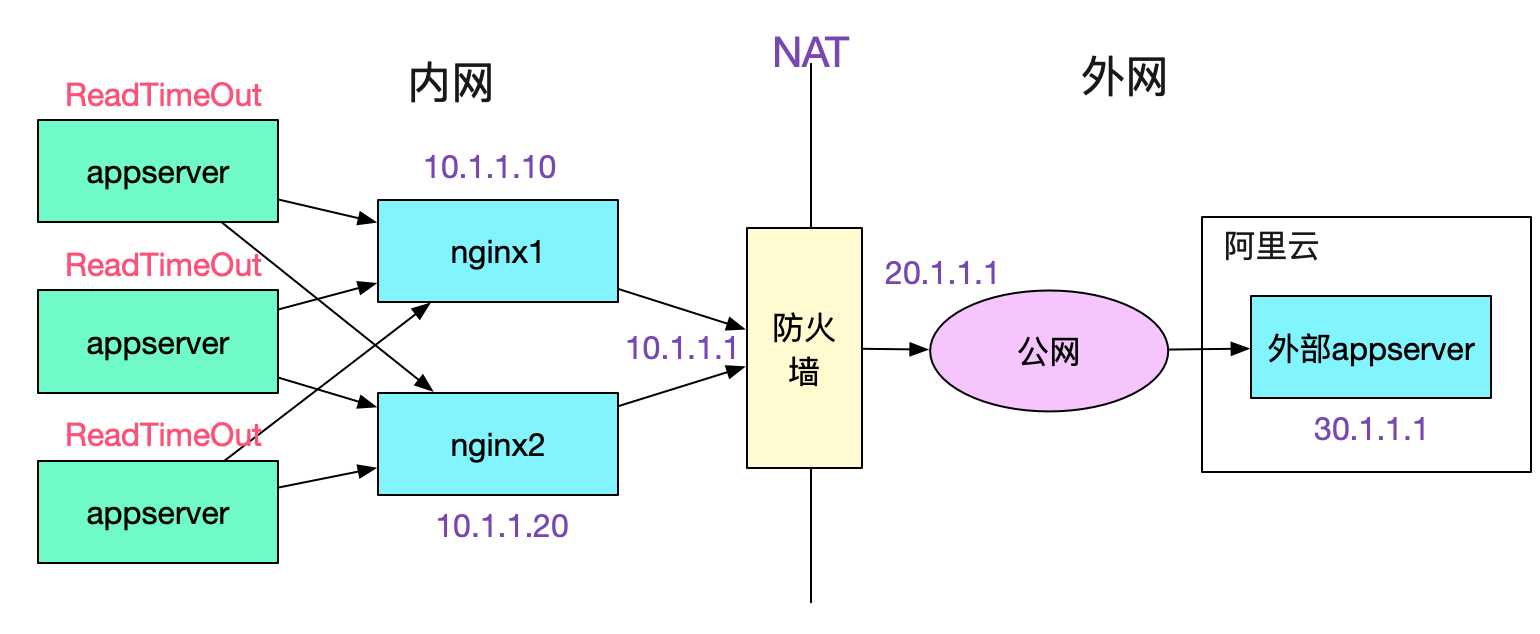 NAT
内网
外网
ReadTimeOut
appserver
10.1.1.10
nginx1
ReadTimeOut
appserver
10.1.1.1
nginx2
10.1.1.20
ReadTimeOut
appserver
防火
墙
20.1.1.1
公网
阿里云
外部appserver
30.1.1.1